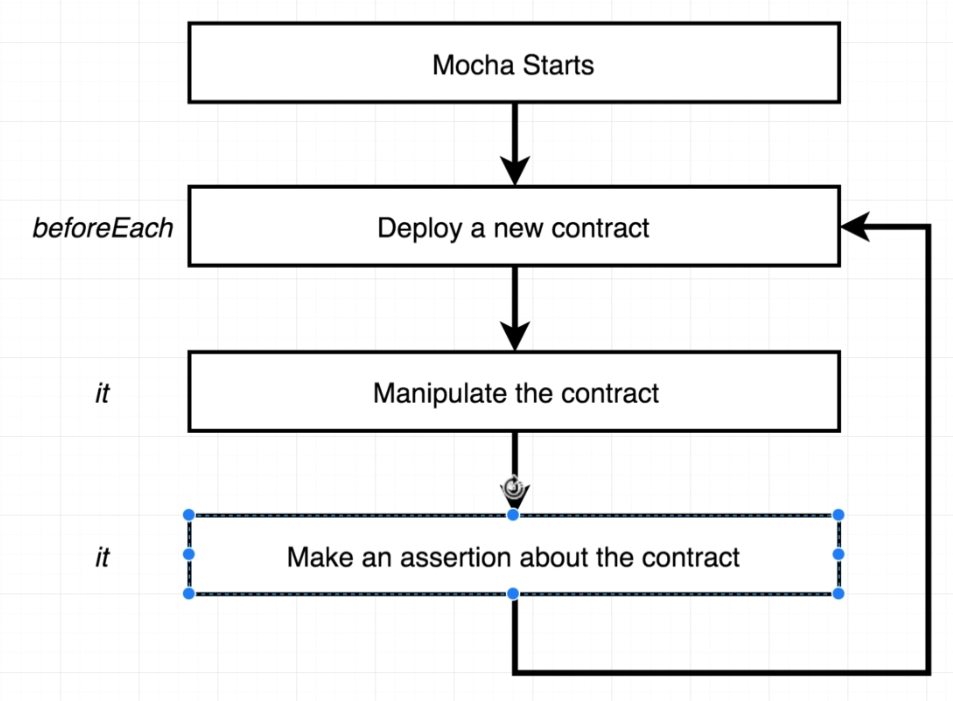 Mocha Starts
beforeEach
Deploy a new contract
it
Manipulate the contract
it
Make an assertion about the contract